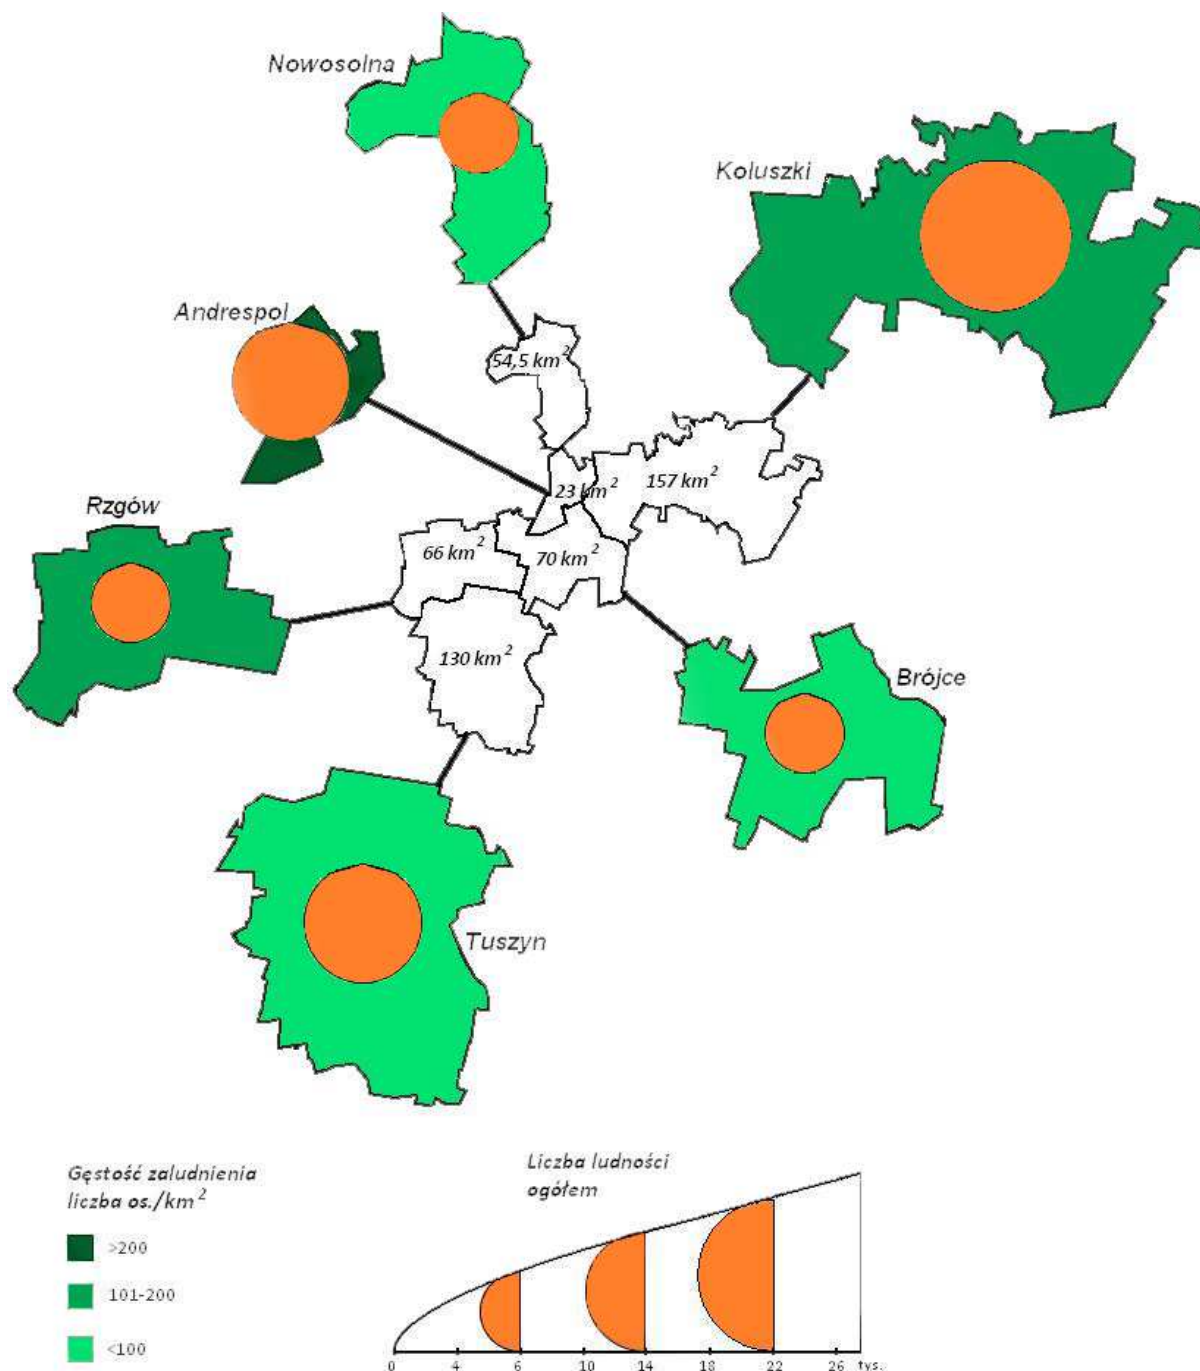 Nowosolna
Koluszki
Andrespol
54,5 km²
Rzgów
23 km²
157 km²
66 km²
70 km²
130 km²
Brójce
Tuszyn
Gęstość zaludnienia
liczba os./km²
>200
101-200
<100
Liczba ludności
ogółem
0 4 6 10 14 18 22 26 tys.